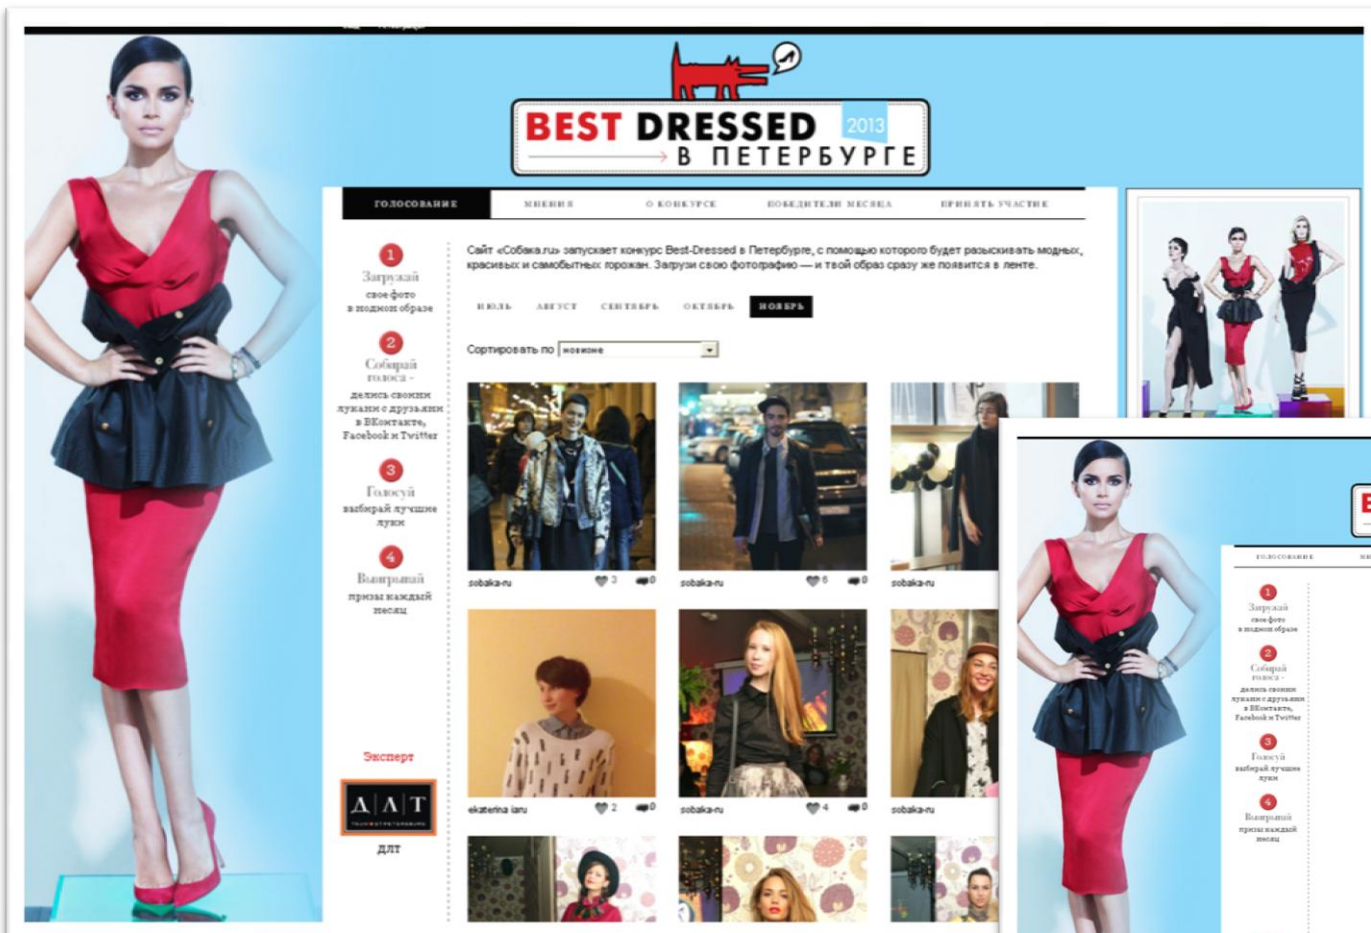 BEST DRESSED 2013
В ПЕТЕРБУРГЕ
ГОЛОСОВАНИЕ МНЕНИЯ О КОНКУРСЕ ПОБЕДИТЕЛИ МЕСЯЦА ПРИНЯТЬ УЧАСТИЕ
Сайт «Собака.ru» запускает конкурс Best-Dressed в Петербурге, с помощью которого будет разыскивать модных,
красивых и самобытных горожан. Загрузи свою фотографию — и твой образ сразу же появится в ленте.
ИЮЛЬ АВГУСТ СЕНТЯБРЬ ОКТЯБРЬ НОЯБРЬ
Сортировать по новизне
1
Загружай
свое фото
в модном образе
2
Собирай
голоса -
делись своими
луками с друзьями
в ВКонтакте,
Facebook и Twitter
3
Голосуй
выбирай лучшие
луки
4
Выигрывай
призы каждый
месяц
Эксперт
ДЛТ
ДЛТ
sobaka-ru 3 0
sobaka-ru 6 0
sobaka-ru
ekaterina iaru 2 0
sobaka-ru 4 0
sobaka-ru
ГОЛОСОВАНИЕ
1
Загружай
свое фото
в модном образе
2
Собирай
голоса -
делись своими
луками с друзьями
в ВКонтакте,
Facebook и Twitter
3
Голосуй
выбирай лучшие
луки
4
Выигрывай
призы каждый
месяц